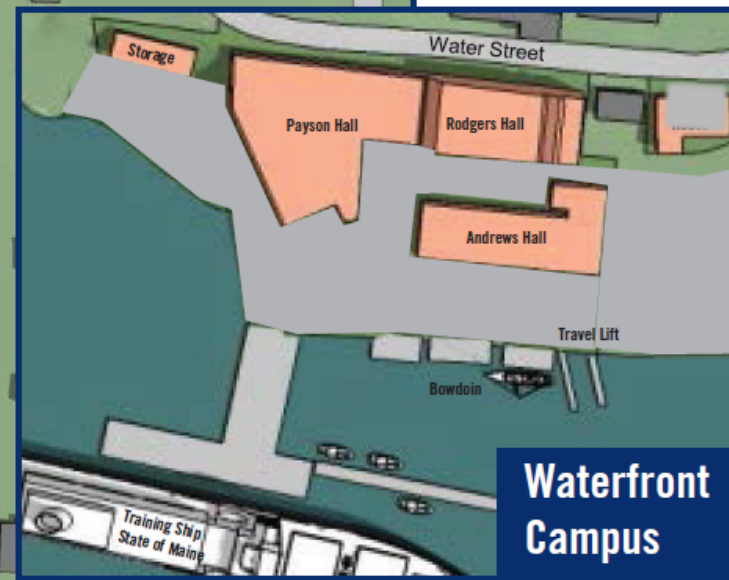 Water Street
Storage
Payson Hall
Rodgers Hall
Andrews Hall
Travel Lift
Bowdoin
Training Ship
State of Maine
Waterfront
Campus